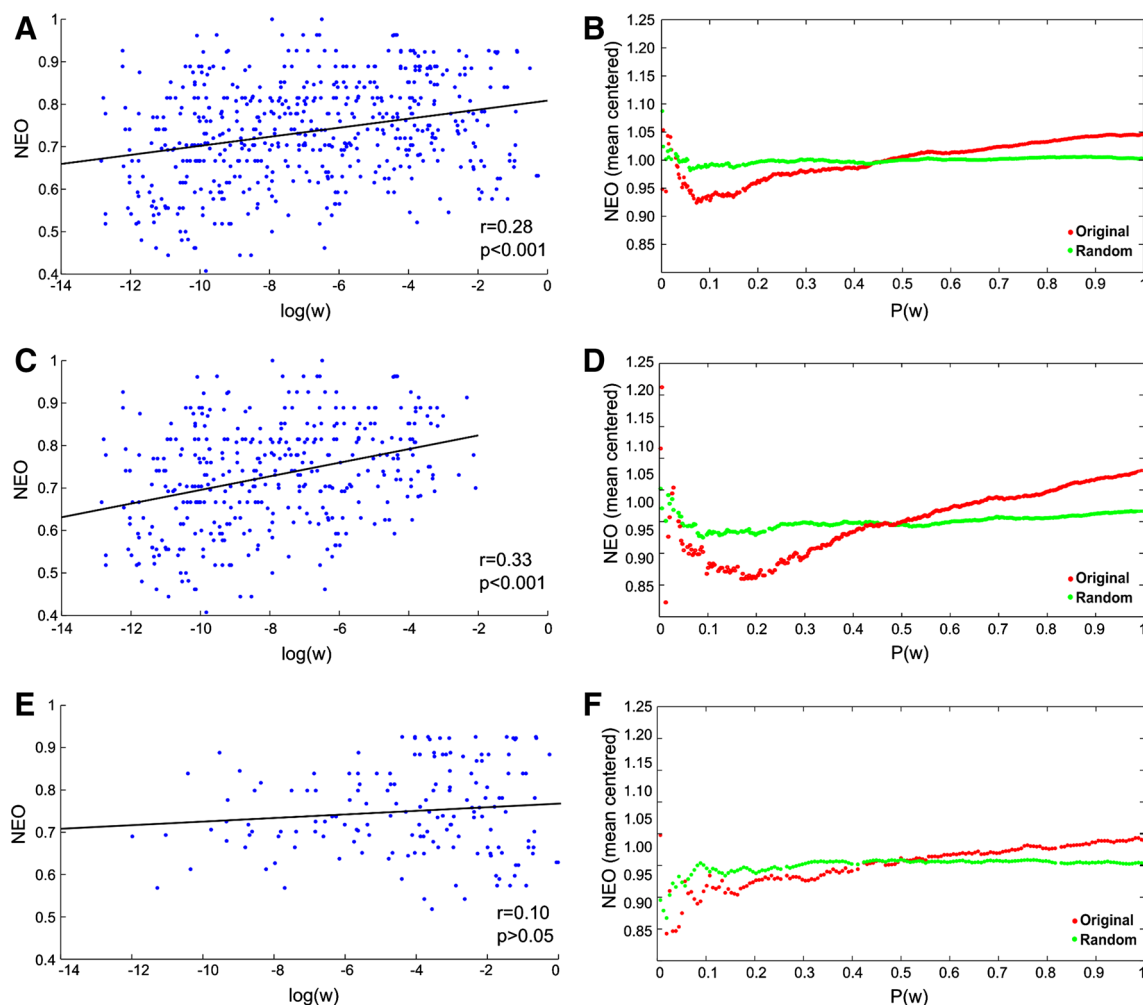 A
NEO
1
0.9
0.8
0.7
0.6
0.5
0.4
r=0.28
p<0.001
-14 -12 -10 -8 -6 -4 -2 0
log(w)
B
NEO (mean centered)
1.25
1.20
1.15
1.10
1.05
1.00
0.95
0.90
0.85
Original
Random
0 0.1 0.2 0.3 0.4 0.5 0.6 0.7 0.8 0.9 1
P(w)
C
NEO
1
0.9
0.8
0.7
0.6
0.5
0.4
r=0.33
p<0.001
-14 -12 -10 -8 -6 -4 -2 0
log(w)
D
NEO (mean centered)
1.25
1.20
1.10
1.05
1.00
0.95
0.90
0.85
Original
Random
0 0.1 0.2 0.3 0.4 0.5 0.6 0.7 0.8 0.9 1
P(w)
E
NEO
1
0.9
0.8
0.7
0.6
0.5
0.4
r=0.10
p>0.05
-14 -12 -10 -8 -6 -4 -2 0
log(w)
F
NEO (mean centered)
1.25
1.20
1.10
1.05
1.00
0.95
0.90
0.85
Original
Random
0 0.1 0.2 0.3 0.4 0.5 0.6 0.7 0.8 0.9 1
P(w)